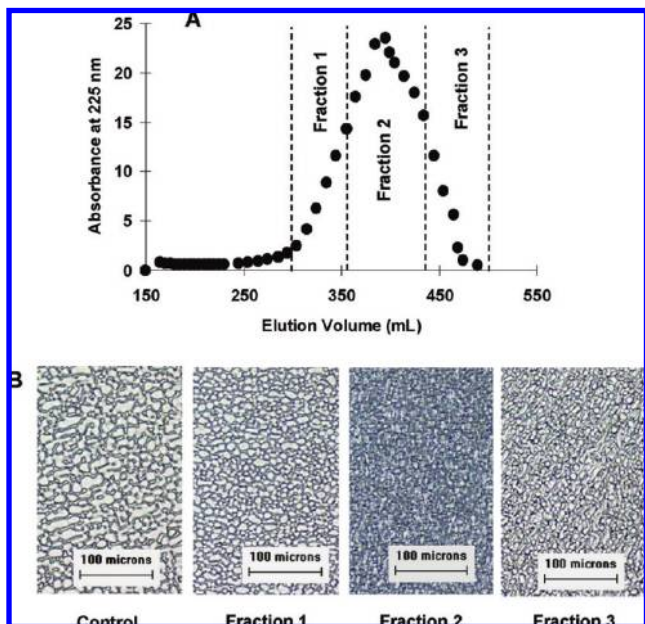 A
25
20
15
10
5
0
Absorbance at 225 nm
Fraction 1
Fraction 2
Fraction 3
150 250 350 450 550
Elution Volume (mL)
B
100 microns 100 microns 100 microns 100 microns
Control Fraction 1 Fraction 2 Fraction 3